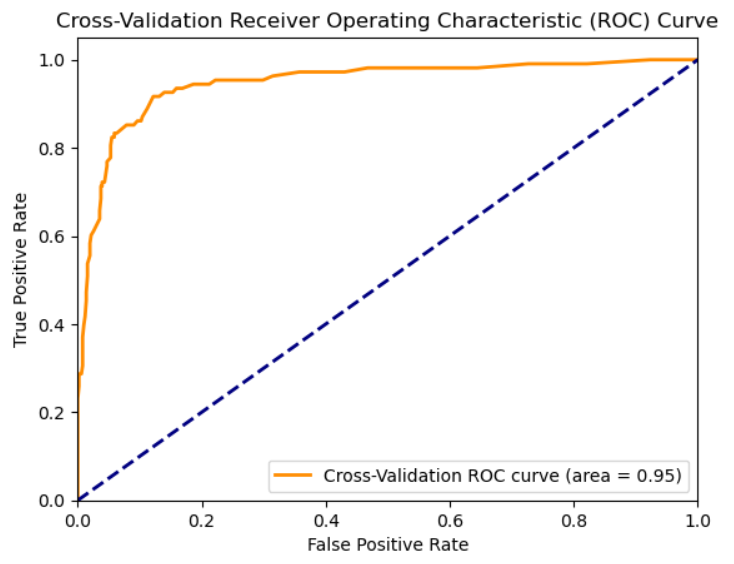 Cross-Validation Receiver Operating Characteristic (ROC) Curve
1.0
0.8
0.6
0.4
0.2
0.0
True Positive Rate
Cross-Validation ROC curve (area = 0.95)
0.0 0.2 0.4 0.6 0.8 1.0
False Positive Rate